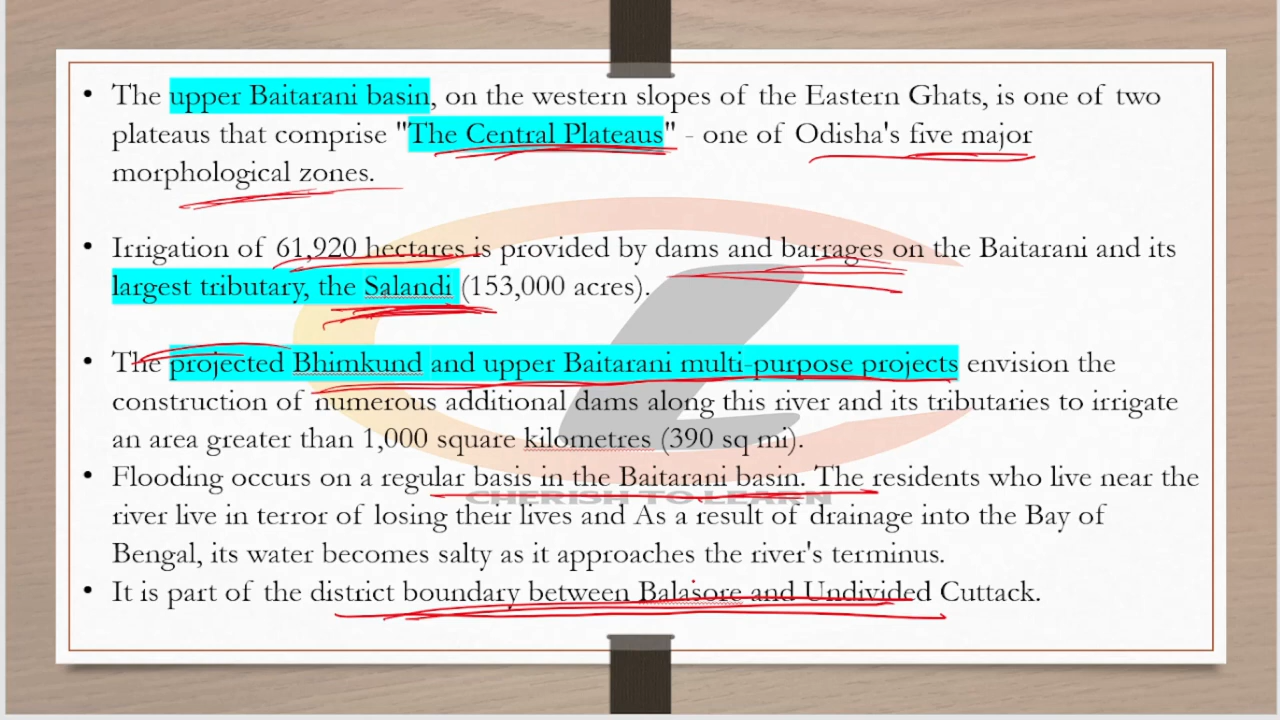 • The upper Baitarani basin, on the western slopes of the Eastern Ghats, is one of two
plateaus that comprise "The Central Plateaus" - one of Odisha's five major
morphological zones.
• Irrigation of 61,920 hectares is provided by dams and barrages on the Baitarani and its
largest tributary, the Salandi (153,000 acres).
• The projected Bhimkund and upper Baitarani multi-purpose projects envision the
construction of numerous additional dams along this river and its tributaries to irrigate
an area greater than 1,000 square kilometres (390 sq mi).
• Flooding occurs on a regular basis in the Baitarani basin. The residents who live near the
CHERISH TO LEARN
river live in terror of losing their lives and As a result of drainage into the Bay of
Bengal, its water becomes salty as it approaches the river's terminus.
• It is part of the district boundary between Balasore and Undivided Cuttack.